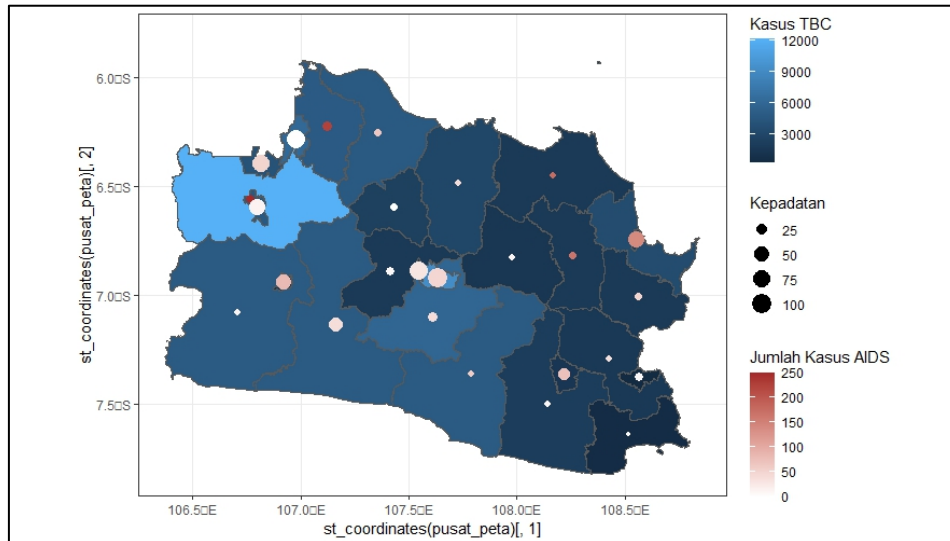 Kasus TBC
12000
9000
6000
3000
Kepadatan
25
50
75
100
Jumlah Kasus AIDS
250
200
150
100
50
0
st_coordinates(pusat_peta)[, 2]
6.0□S
6.5□S
7.0□S
7.5□S
106.5□E
107.0□E
107.5□E
108.0□E
108.5□E
st_coordinates(pusat_peta)[, 1]